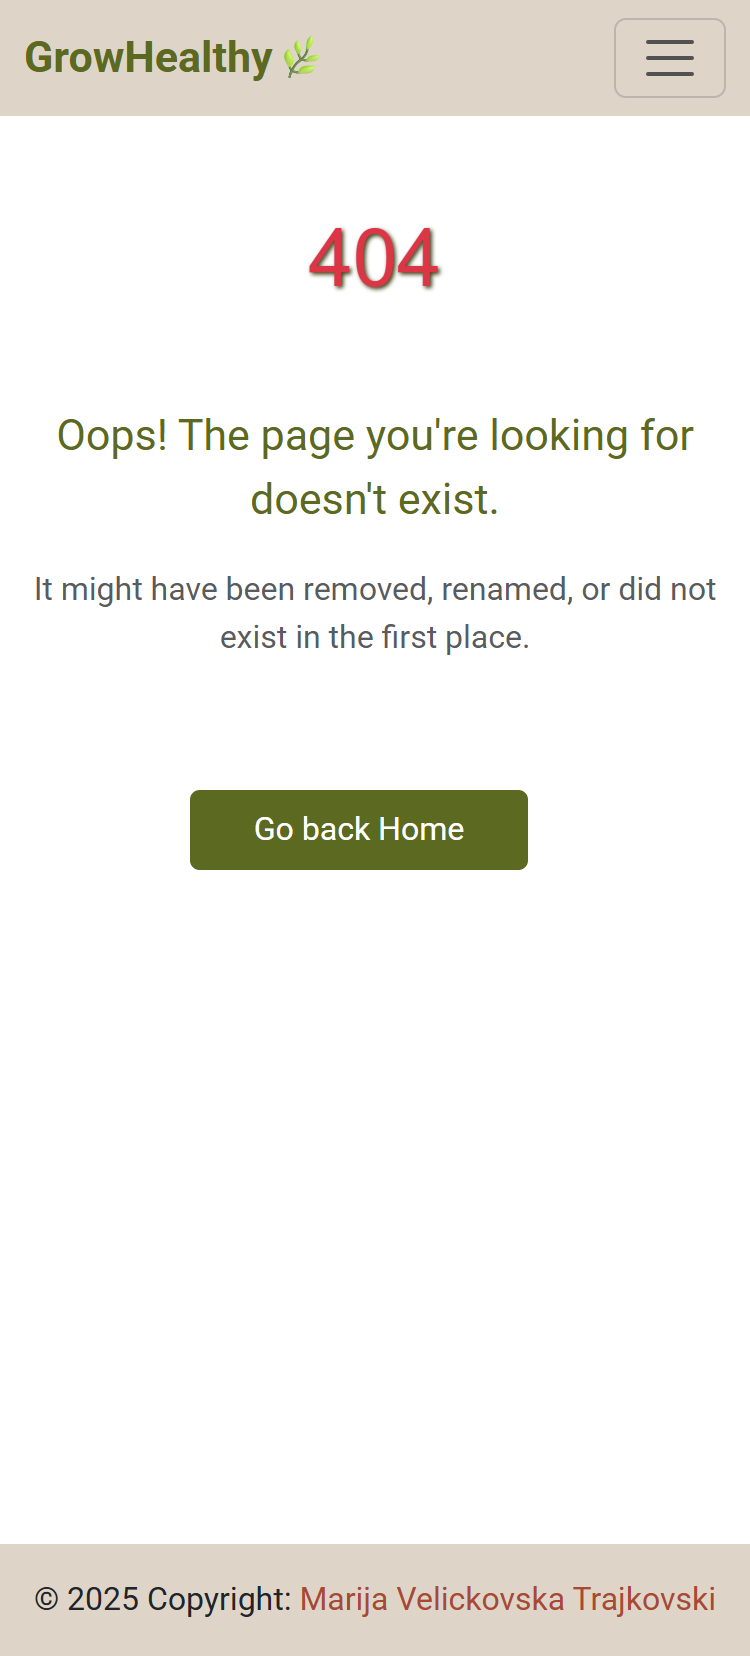 GrowHealthy 🌿
404
Oops! The page you're looking for
doesn't exist.
It might have been removed, renamed, or did not
exist in the first place.
Go back Home
© 2025 Copyright: Marija Velickovska Trajkovski